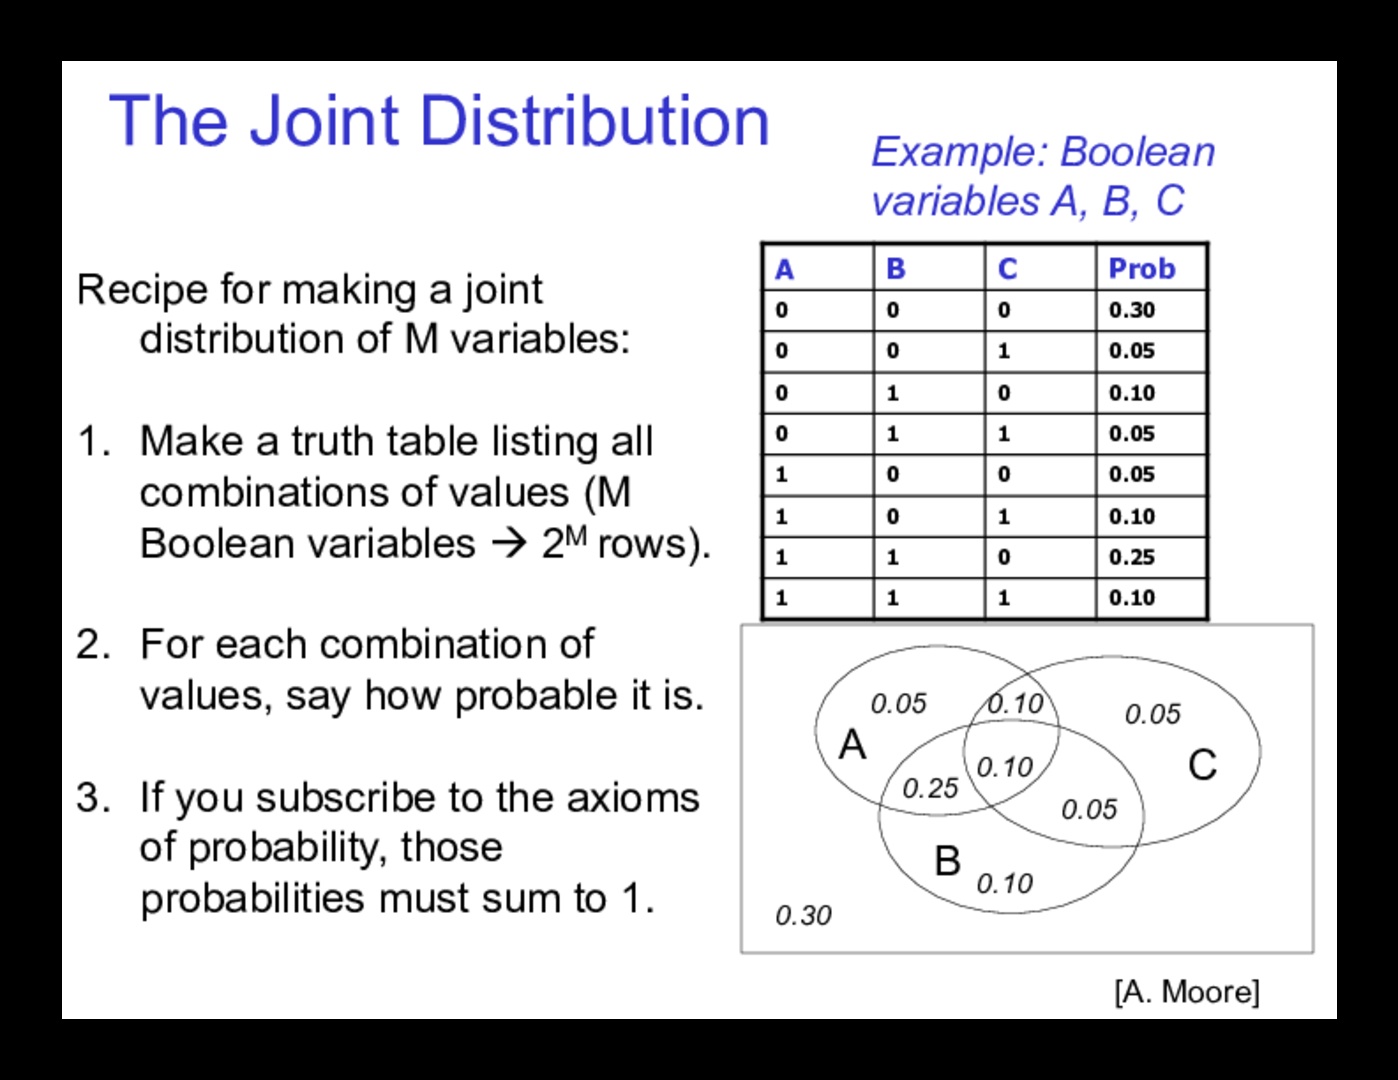 The Joint Distribution
Example: Boolean
variables A, B, C
Recipe for making a joint
distribution of M variables:
1. Make a truth table listing all
combinations of values (M
Boolean variables → 2^M rows).
2. For each combination of
values, say how probable it is.
3. If you subscribe to the axioms
of probability, those
probabilities must sum to 1.
A B C Prob
0 0 0 0.30
0 0 1 0.05
0 1 0 0.10
0 1 1 0.05
1 0 0 0.05
1 0 1 0.10
1 1 0 0.25
1 1 1 0.10
0.05 0.10 0.05
A
C
0.25 0.10
0.05
B 0.10
0.30
[A. Moore]